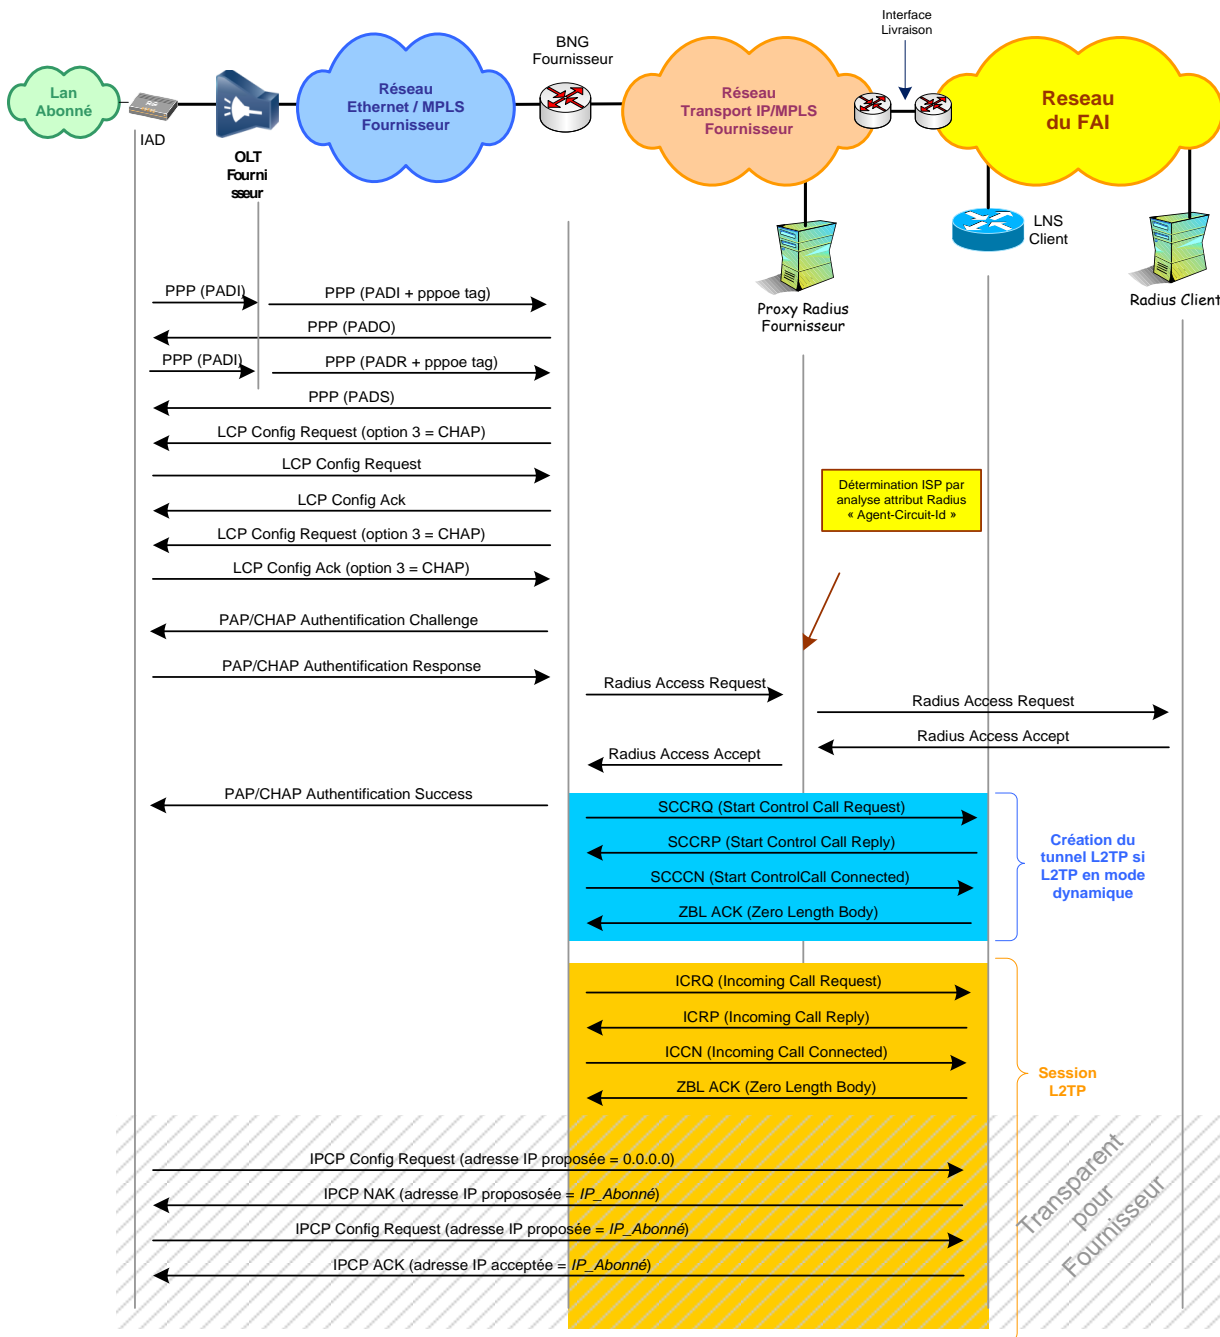 Interface
Livraison
BNG
Fournisseur
Lan
Abonné
Réseau
Ethernet / MPLS
Fournisseur
Réseau
Transport IP/MPLS
Fournisseur
Reseau
du FAI
IAD
OLT
Fourni
sseur
LNS
Client
Proxy Radius
Fournisseur
Radius Client
PPP (PADI)
PPP (PADI + pppoe tag)
PPP (PADO)
PPP (PADI)
PPP (PADR + pppoe tag)
PPP (PADS)
LCP Config Request (option 3 = CHAP)
LCP Config Request
LCP Config Ack
LCP Config Request (option 3 = CHAP)
LCP Config Ack (option 3 = CHAP)
Détermination ISP par
analyse attribut Radius
« Agent-Circuit-Id »
PAP/CHAP Authentification Challenge
PAP/CHAP Authentification Response
Radius Access Request
Radius Access Request
Radius Access Accept
Radius Access Accept
PAP/CHAP Authentification Success
SCCRQ (Start Control Call Request)
SCCRP (Start Control Call Reply)
SCCCN (Start ControlCall Connected)
ZBL ACK (Zero Length Body)
Création du
tunnel L2TP si
L2TP en mode
dynamique
ICRQ (Incoming Call Request)
ICRP (Incoming Call Reply)
ICCN (Incoming Call Connected)
ZBL ACK (Zero Length Body)
Session
L2TP
IPCP Config Request (adresse IP proposée = 0.0.0.0)
IPCP NAK (adresse IP propososée = IP_Abonné)
IPCP Config Request (adresse IP proposée = IP_Abonné)
IPCP ACK (adresse IP acceptée = IP_Abonné)
Transparent
pour
Fournisseur